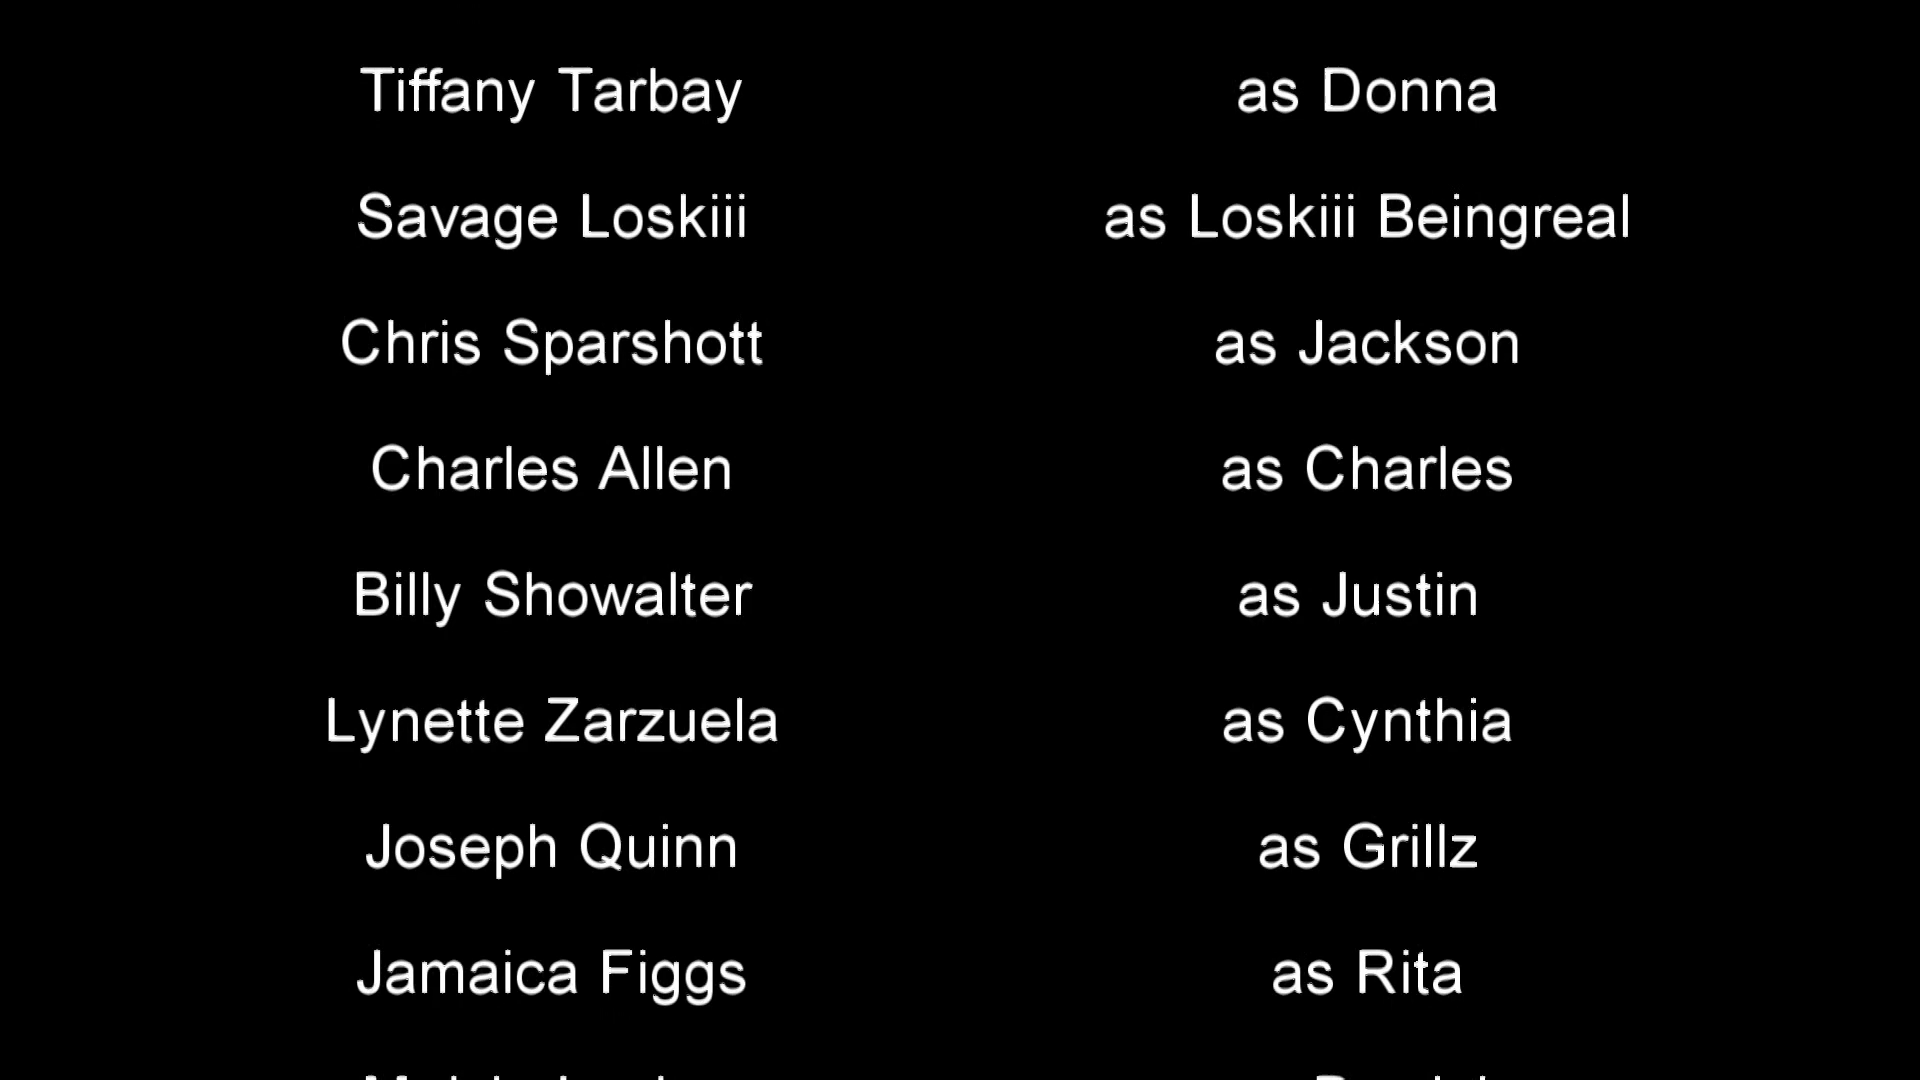 Tiffany Tarbay as Donna
Savage Loskiii as Loskiii Beingreal
Chris Sparshott as Jackson
Charles Allen as Charles
Billy Showalter as Justin
Lynette Zarzuela as Cynthia
Joseph Quinn as Grillz
Jamaica Figgs as Rita